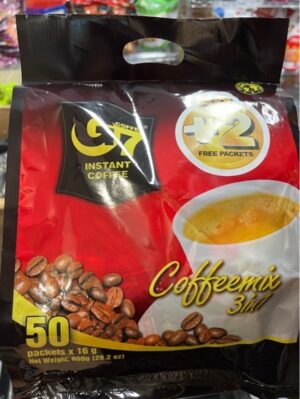 G7
COFFEE
INSTANT
COFFEE
+2
FREE PACKETS
Coffeemix
3in1
50
packets x 16 g
Net Weight: 800g (28.2 oz)